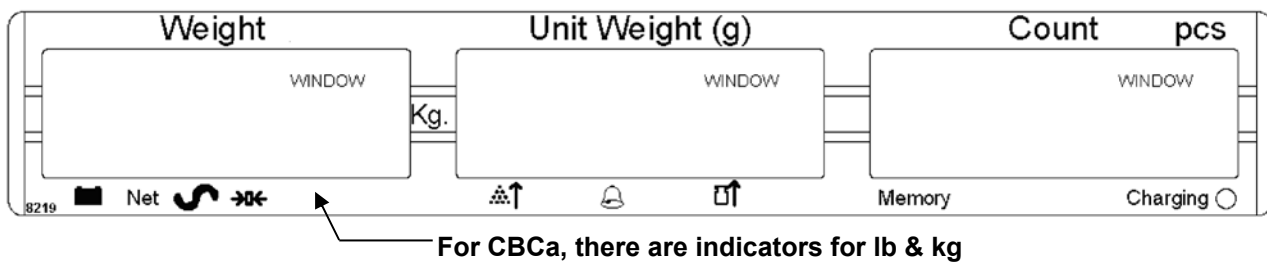 Weight Unit Weight (g) Count pcs
WINDOW WINDOW WINDOW
Kg.
8219 Net Memory Charging
For CBCa, there are indicators for lb & kg